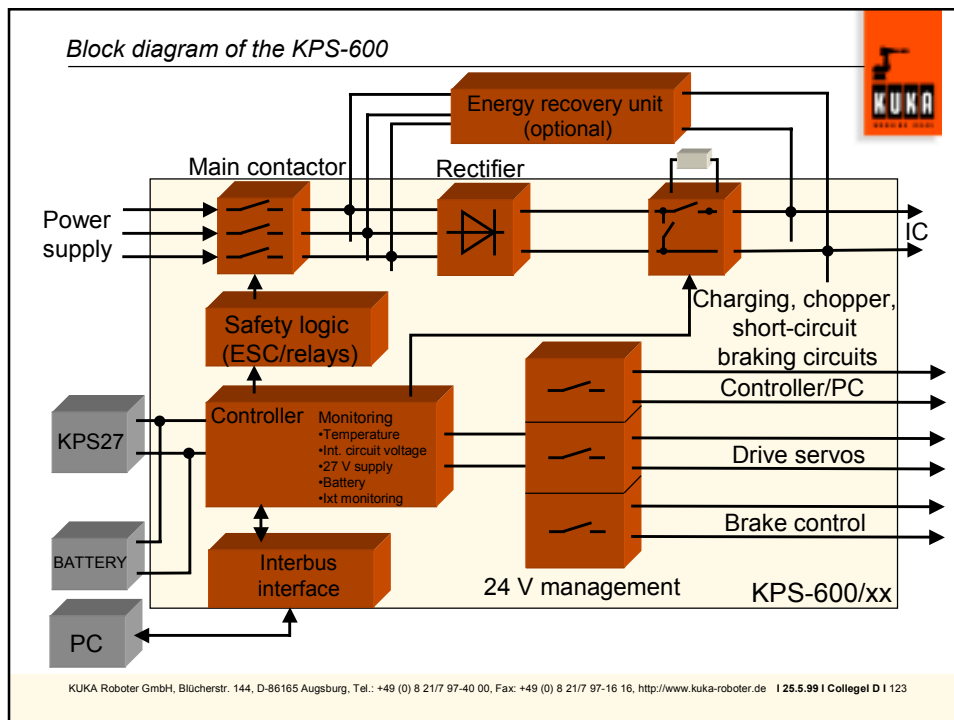 Block diagram of the KPS-600
KUKA
Energy recovery unit
(optional)
Main contactor
Rectifier
Power
supply
IC
Charging, chopper,
short-circuit
braking circuits
Safety logic
(ESC/relays)
Controller/PC
Controller
Monitoring
•Temperature
•Int. circuit voltage
•27 V supply
•Battery
•Ixt monitoring
KPS27
Drive servos
Brake control
BATTERY
Interbus
interface
24 V management
KPS-600/xx
PC
KUKA Roboter GmbH, Blücherstr. 144, D-86165 Augsburg, Tel.: +49 (0) 8 21/7 97-40 00, Fax: +49 (0) 8 21/7 97-16 16, http://www.kuka-roboter.de I 25.5.99 I CollegeI D I 123